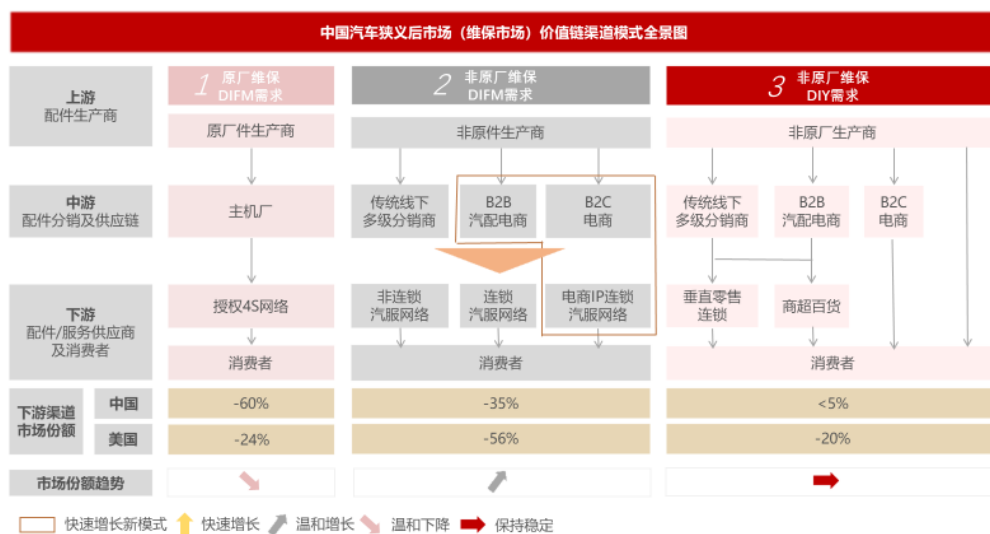 中国汽车狭义后市场（维保市场）价值链渠道模式全景图
上游
配件生产商
1
原厂维保
DIFM需求
2
非原厂维保
DIFM需求
3
非原厂维保
DIY需求
原厂件生产商
非原件生产商
非原厂生产商
中游
配件分销及供应链
主机厂
传统线下
多级分销商
B2B
汽配电商
B2C
电商
传统线下
多级分销商
B2B
汽配电商
B2C
电商
下游
配件/服务供应商
及消费者
授权4S网络
非连锁
汽服网络
连锁
汽服网络
电商IP连锁
汽服网络
垂直零售
连锁
商超百货
消费者
消费者
消费者
下游渠道
市场份额
中国
-60%
-35%
<5%
美国
-24%
-56%
-20%
市场份额趋势
快速增长新模式
快速增长
温和增长
温和下降
保持稳定